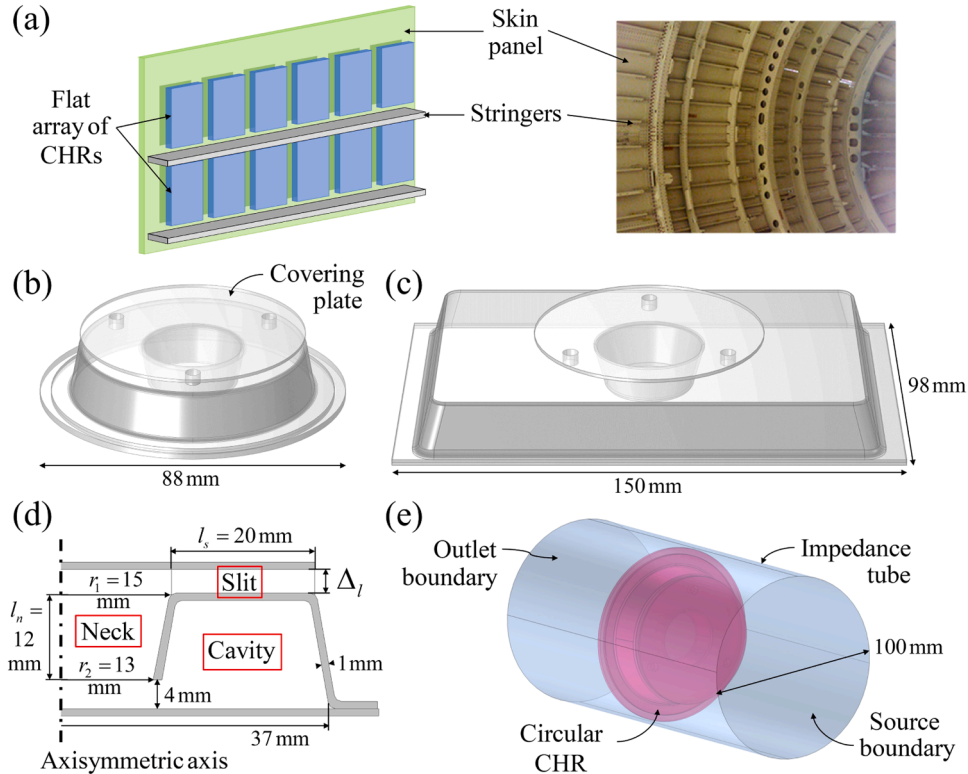 (a)
Skin
panel
Flat
array of
CHRs
Stringers
(b)
Covering
plate
88 mm
(c)
98 mm
150 mm
(d)
l_s = 20 mm
r_1 = 15
mm
Slit
Δ_l
l_n =
12
mm
Neck
Cavity
r_2 = 13
mm
1 mm
4 mm
37 mm
Axisymmetric axis
(e)
Outlet
boundary
Impedance
tube
100 mm
Circular
CHR
Source
boundary